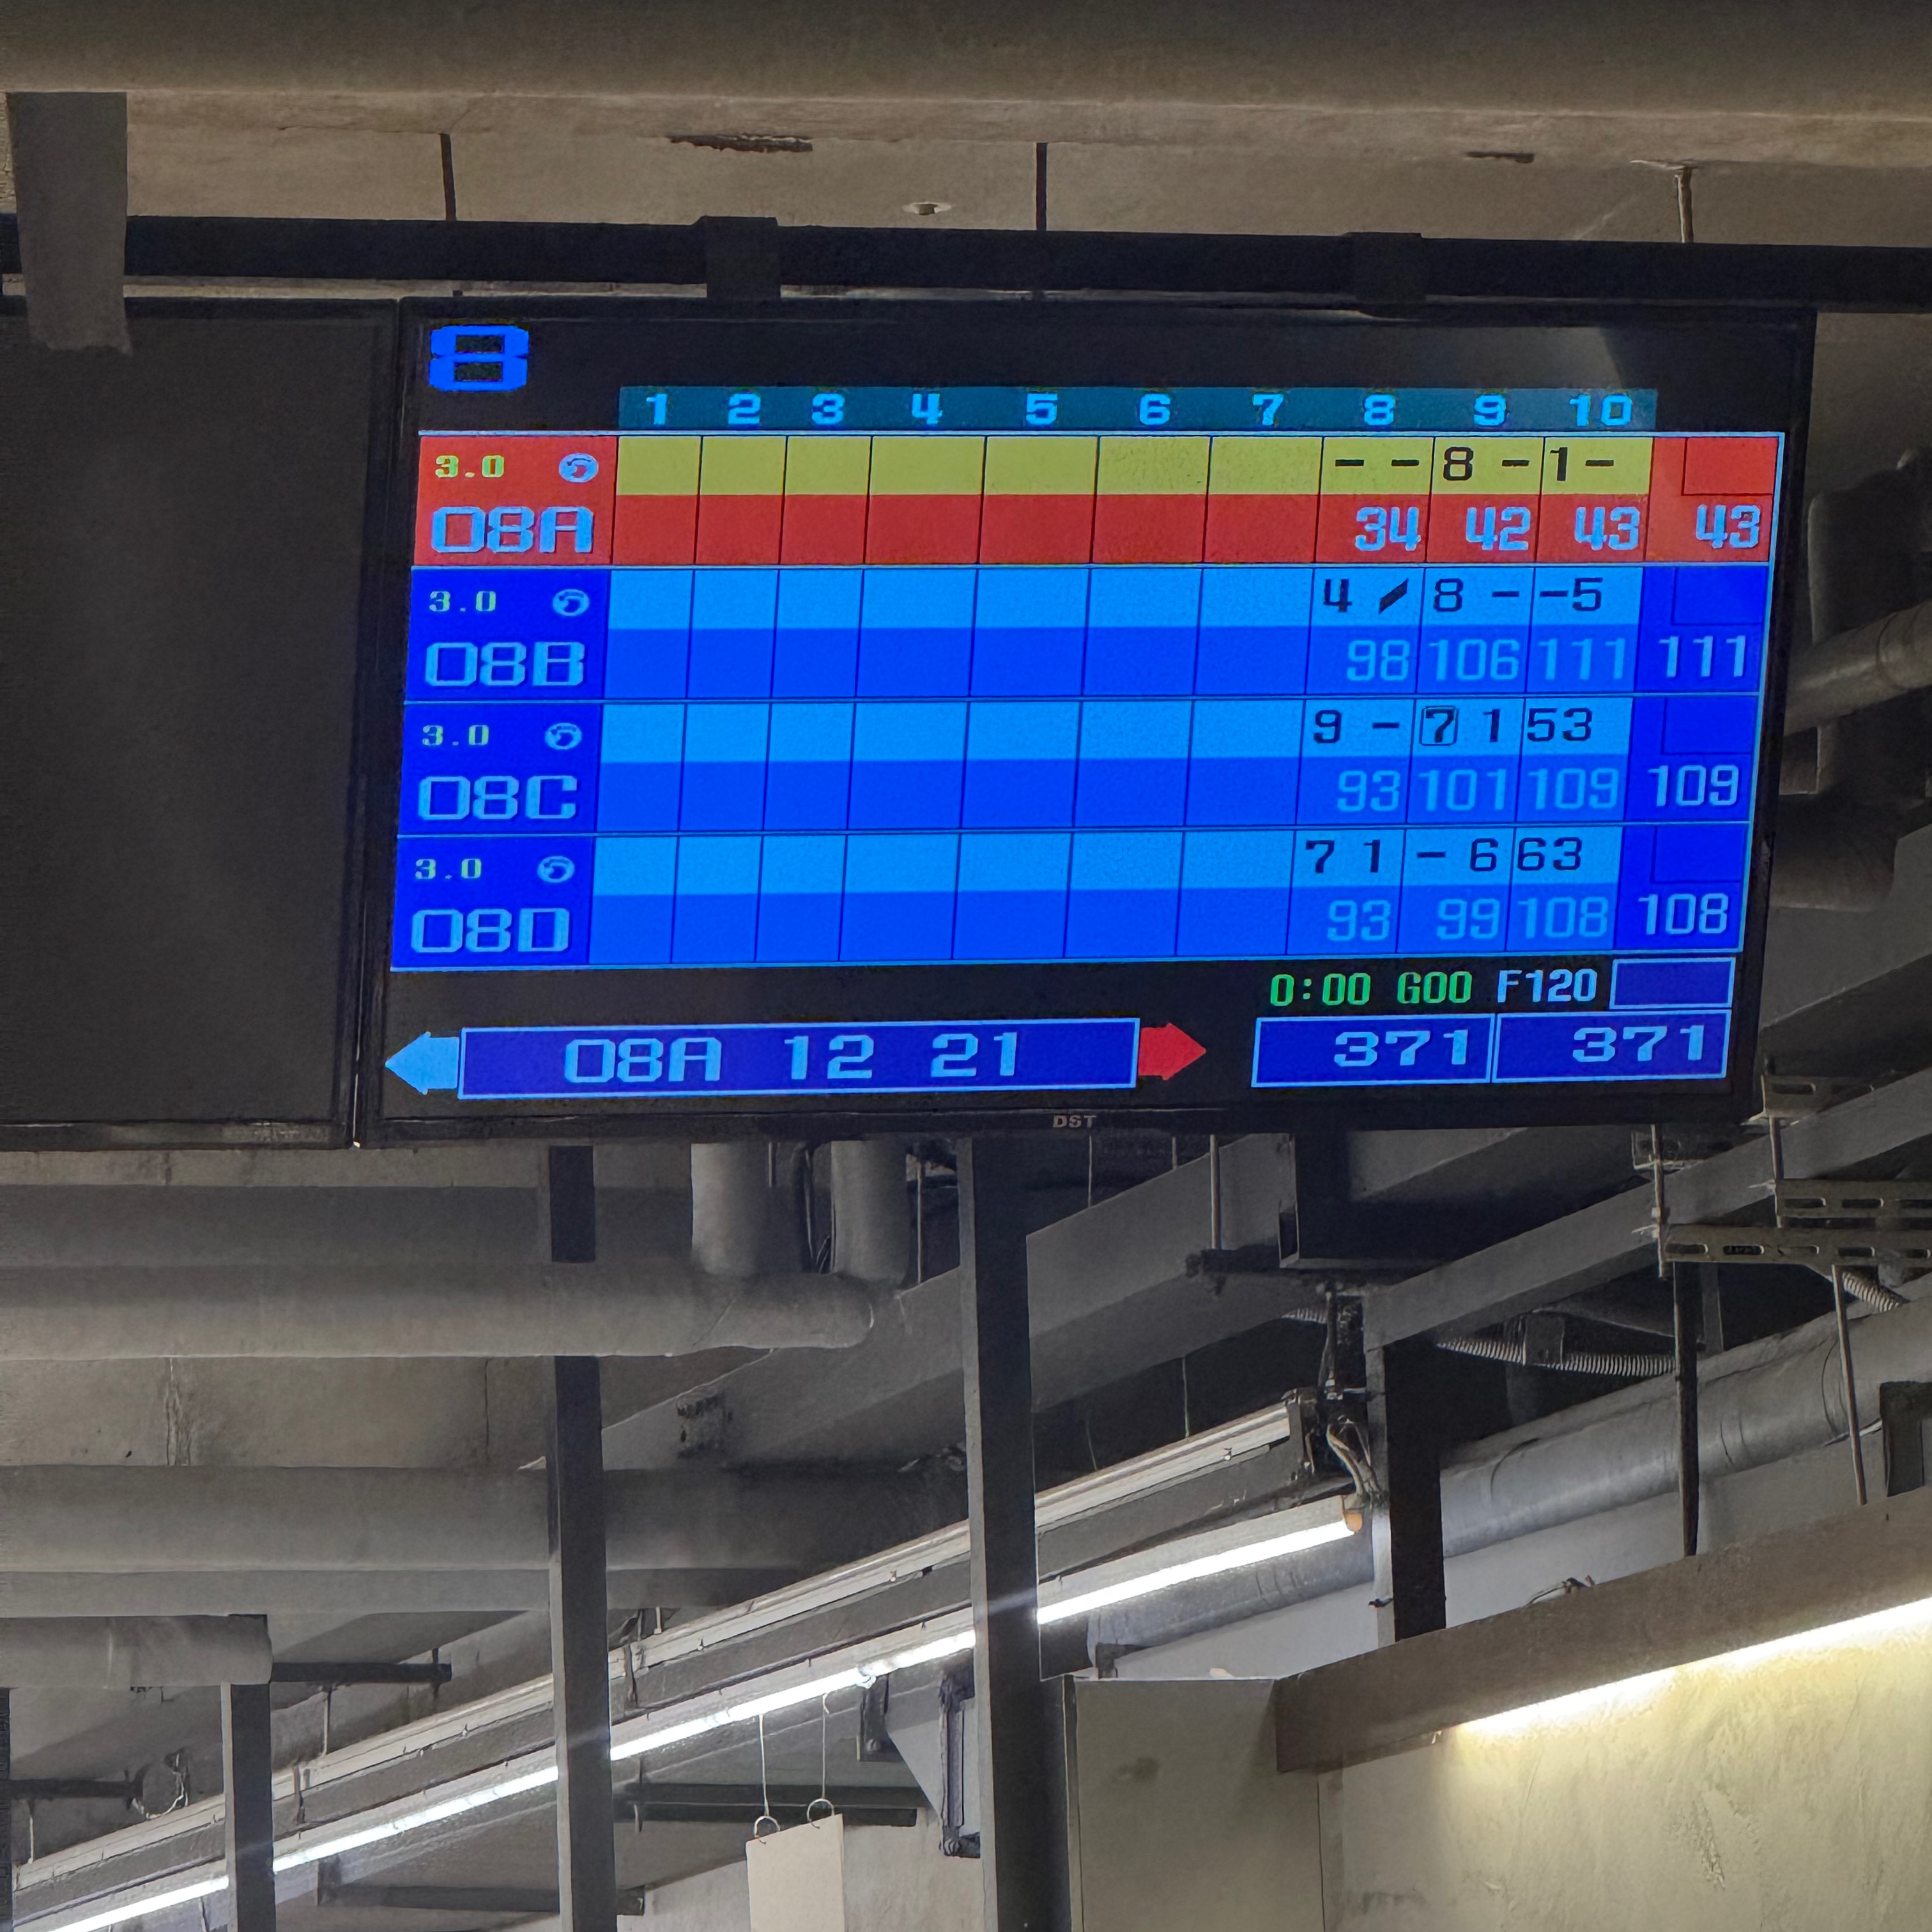 8
1 2 3 4 5 6 7 8 9 10
3.0 - - 8 - 1 -
08A 34 42 43 43
3.0 4 / 8 - - 5
08B 98 106 111 111
3.0 9 - 7 1 5 3
08C 93 101 109 109
3.0 7 1 - 6 6 3
08D 93 99 108 108
0:00 G00 F120
08A 12 21 371 371
DST